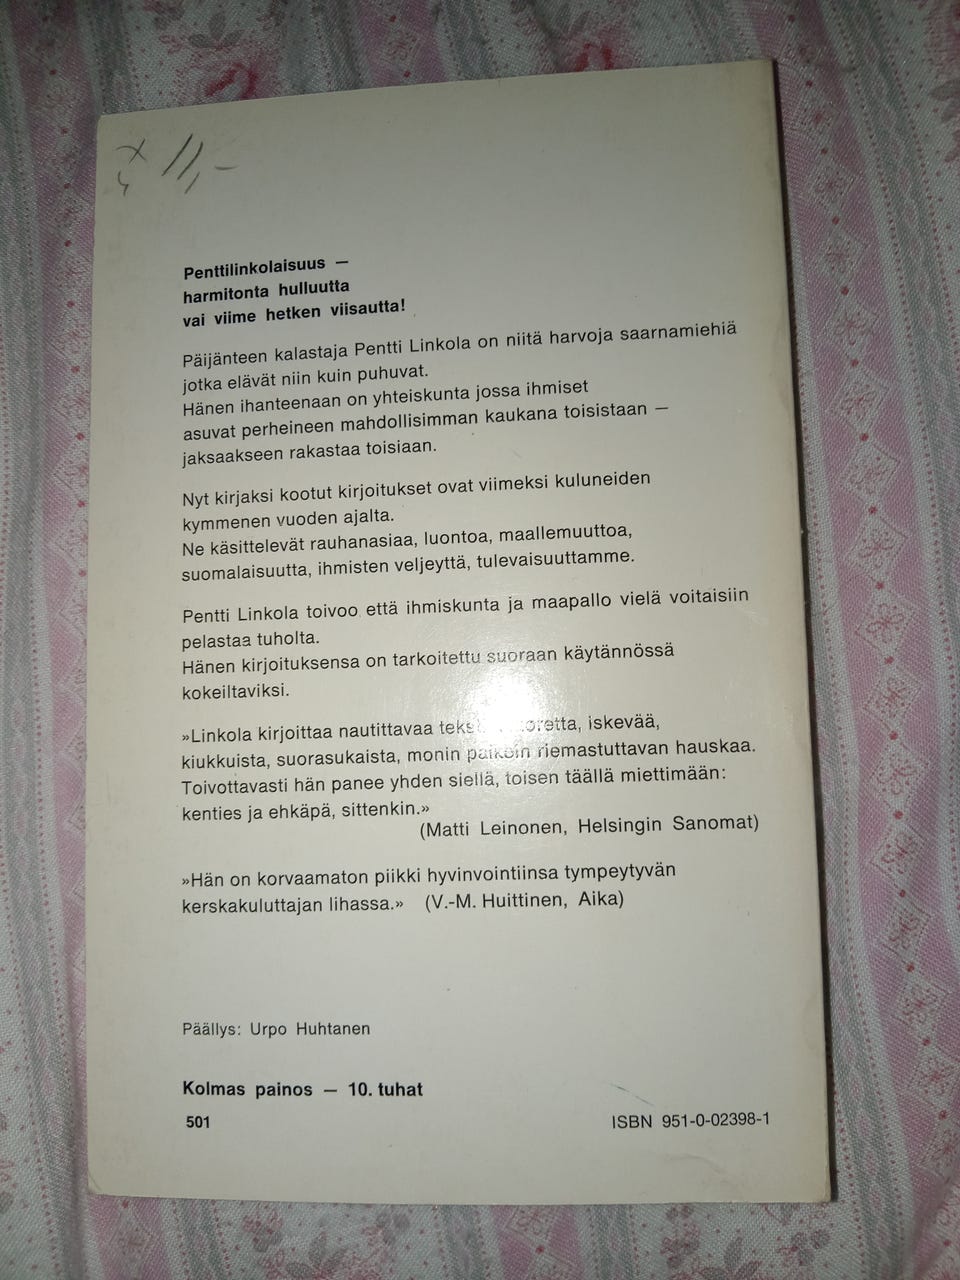 11,-
Penttilinkolaisuus —
harmitonta hulluutta
vai viime hetken viisautta!
Päijänteen kalastaja Pentti Linkola on niitä harvoja saarnamiehiä
jotka elävät niin kuin puhuvat.
Hänen ihanteenaan on yhteiskunta jossa ihmiset
asuvat perheineen mahdollisimman kaukana toisistaan —
jaksaakseen rakastaa toisiaan.
Nyt kirjaksi kootut kirjoitukset ovat viimeksi kuluneiden
kymmenen vuoden ajalta.
Ne käsittelevät rauhanasiaa, luontoa, maallemuuttoa,
suomalaisuutta, ihmisten veljeyttä, tulevaisuuttamme.
Pentti Linkola toivoo että ihmiskunta ja maapallo vielä voitaisiin
pelastaa tuholta.
Hänen kirjoituksensa on tarkoitettu suoraan käytännössä
kokeiltaviksi.
»Linkola kirjoittaa nautittavaa iskevää,
kiukkuista, suorasukaista, monin paikoin riemastuttavan hauskaa.
Toivottavasti hän panee yhden siellä, toisen täällä miettimään:
kenties ja ehkäpä, sittenkin.»
(Matti Leinonen, Helsingin Sanomat)
»Hän on korvaamaton piikki hyvinvointiinsa tympeytyvän
kerskakuluttajan lihassa.» (V.-M. Huittinen, Aika)
Päällys: Urpo Huhtanen
Kolmas painos — 10. tuhat
501 ISBN 951-0-02398-1